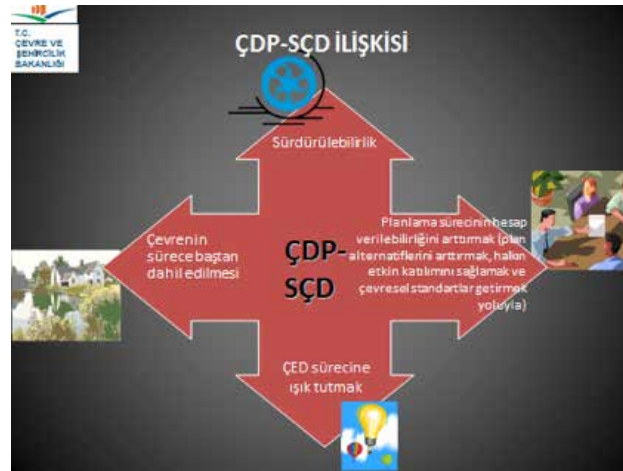 T.C.
ÇEVRE VE
ŞEHİRCİLİK
BAKANLIĞI
ÇDP-SÇD İLİŞKİSİ
Sürdürülebilirlik
Çevrenin
sürece baştan
dahil edilmesi
ÇDP-
SÇD
Planlama sürecinin hesap
verilebilirliğini arttırmak (plan
alternatiflerini arttırmak, halkın
etkin katılımını sağlamak ve
çevresel standartlar getirmek
yoluyla)
ÇED sürecine
ışık tutmak